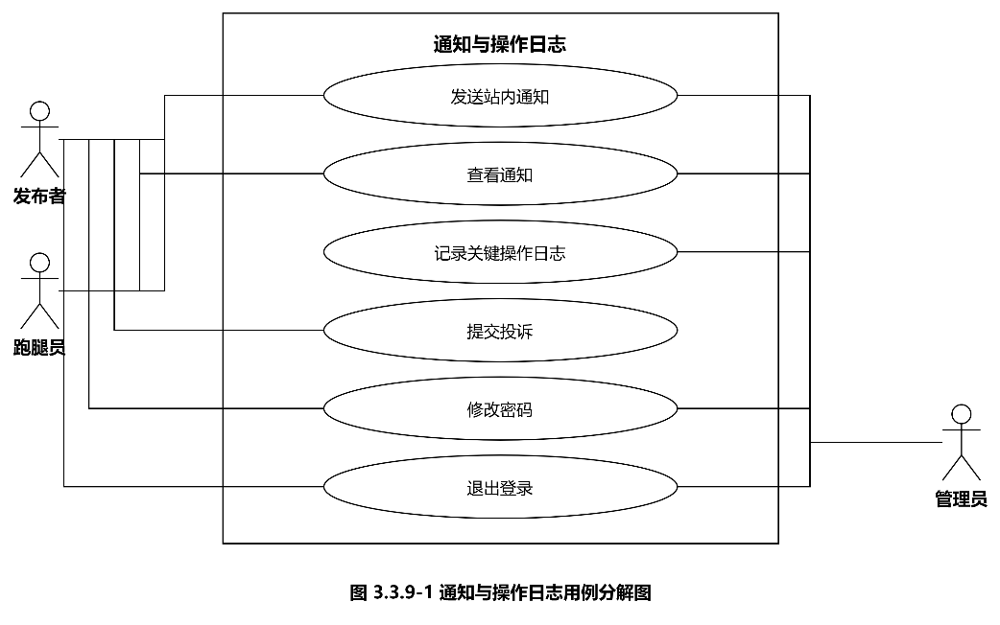 通知与操作日志
发送站内通知
发布者
查看通知
记录关键操作日志
跑腿员
提交投诉
修改密码
退出登录
管理员
图 3.3.9-1 通知与操作日志用例分解图